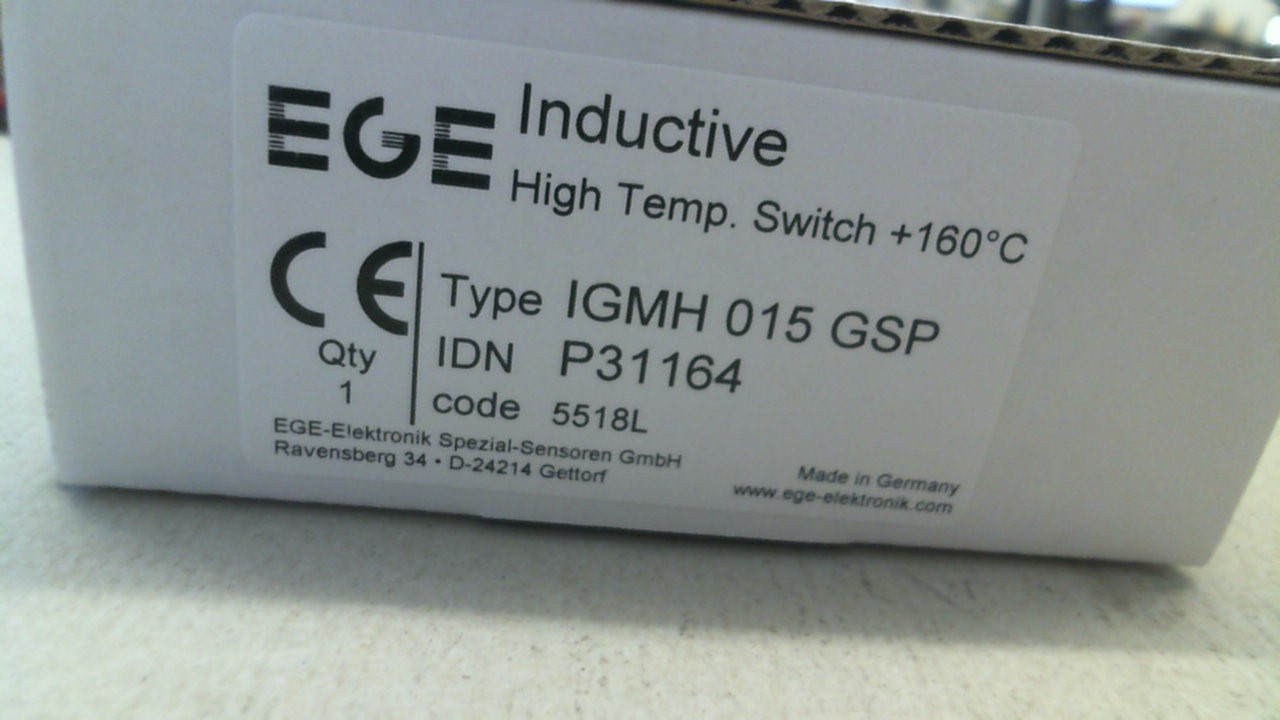 EGE Inductive
High Temp. Switch +160°C
CE
Type IGMH 015 GSP
IDN P31164
code 5518L
Qty
1
EGE-Elektronik Spezial-Sensoren GmbH
Ravensberg 34 • D-24214 Gettorf
Made in Germany
www.ege-elektronik.com